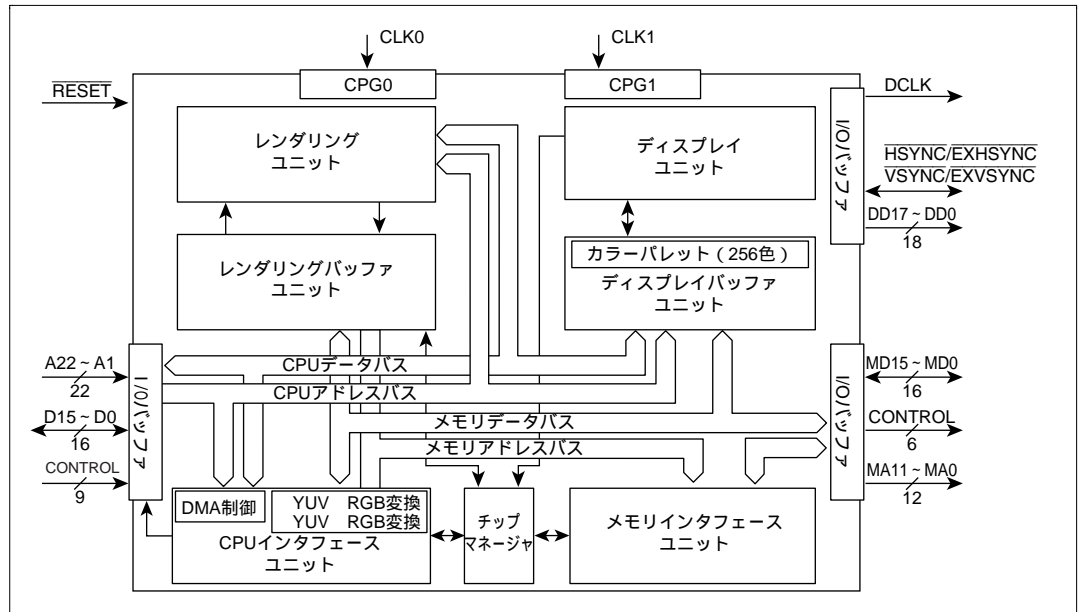 CLK0
CLK1
CPG0
CPG1
RESET
DCLK
レンダリング
ユニット
ディスプレイ
ユニット
I/Oバッファ
HSYNC/EXHSYNC
VSYNC/EXVSYNC
DD17～DD0
18
レンダリングバッファ
ユニット
カラーパレット（256色）
ディスプレイバッファ
ユニット
A22～A1
22
D15～D0
16
CONTROL
9
I/Oバッファ
CPUデータバス
CPUアドレスバス
メモリデータバス
メモリアドレスバス
I/Oバッファ
MD15～MD0
16
CONTROL
6
MA11～MA0
12
DMA制御
YUV RGB変換
YUV RGB変換
CPUインタフェース
ユニット
チップ
マネージャ
メモリインタフェース
ユニット